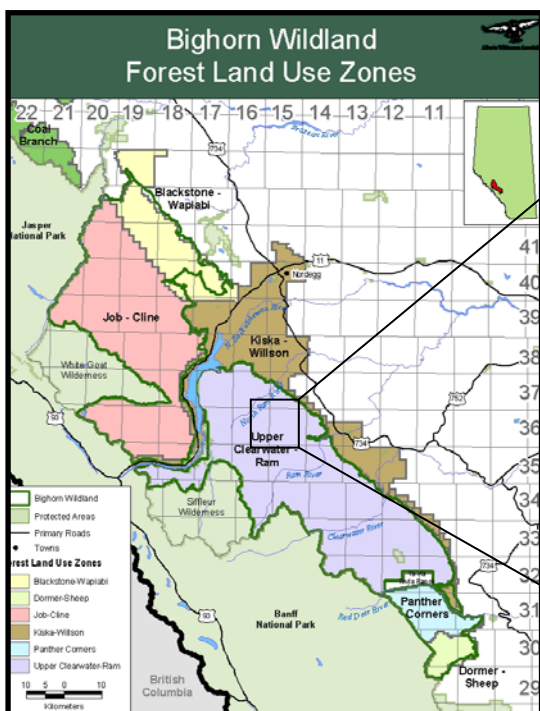 Bighorn Wildland
Forest Land Use Zones
22 21 20 19 18 17 16 15 14 13 12 11
Coal
Branch
734
Blackstone -
Wapiabi
Jasper
National Park
11
Nordegg
41
40
39
38
37
36
35
34
33
32
31
30
29
Job - Cline
Kiska -
Willson
White Goat
Wilderness
93
752
734
Upper
Clearwater -
Ram
Ram River
Siffleur
Wilderness
Clearwater River
734
Panther
Corners
Red Deer River
Banff
National Park
93
Dormer -
Sheep
British
Columbia
Bighorn Wildland
Protected Areas
Primary Roads
Towns
orest Land Use Zones
Blackstone-Wapiabi
Dormer-Sheep
Job-Cline
Kiska-Willson
Panther Corners
Upper Clearwater-Ram
10 5 0 10
Kilometers